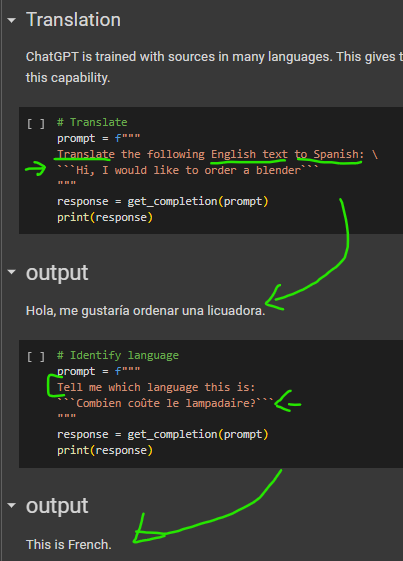 Translation
ChatGPT is trained with sources in many languages. This gives t
this capability.
[ ] # Translate
prompt = f"""
Translate the following English text to Spanish: \
```Hi, I would like to order a blender```
"""
response = get_completion(prompt)
print(response)
output
Hola, me gustaría ordenar una licuadora.
[ ] # Identify language
prompt = f"""
Tell me which language this is:
```Combien coûte le lampadaire?```
"""
response = get_completion(prompt)
print(response)
output
This is French.